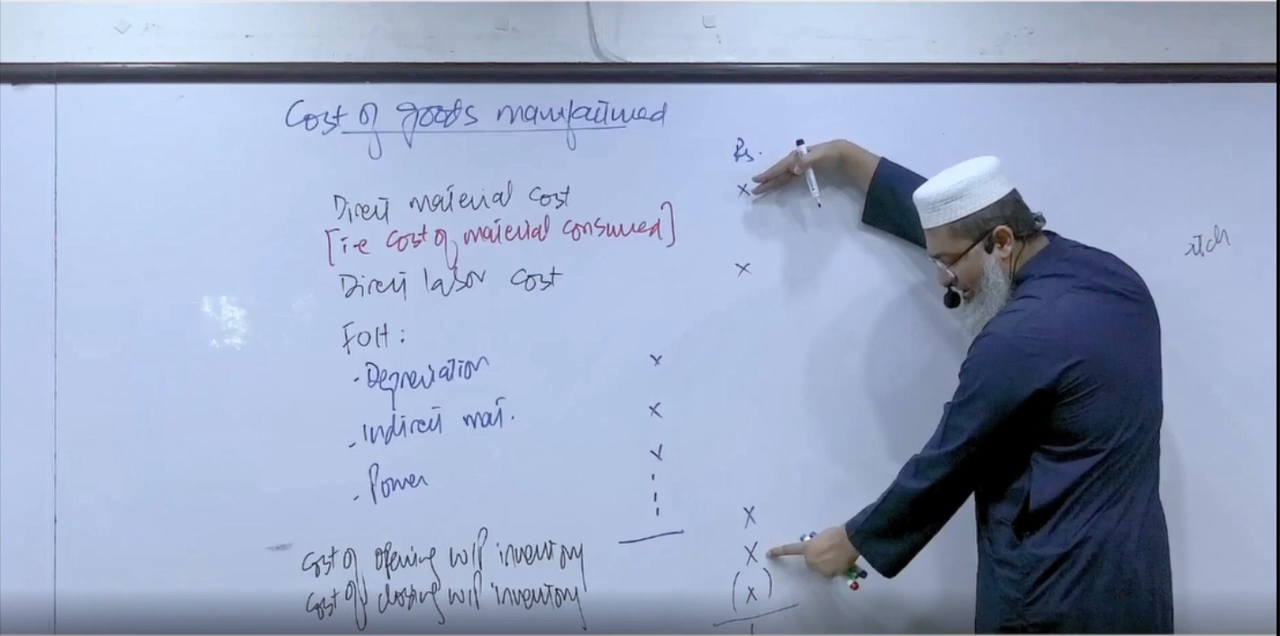 Cost of goods manufactured
Rs.
Direct material cost x
[i.e cost of material consumed]
Direct labor cost x
FOH:
. Depreciation x
. Indirect mat. x
. Power x
x
Cost of opening WIP inventory x
Cost of closing WIP inventory (x)